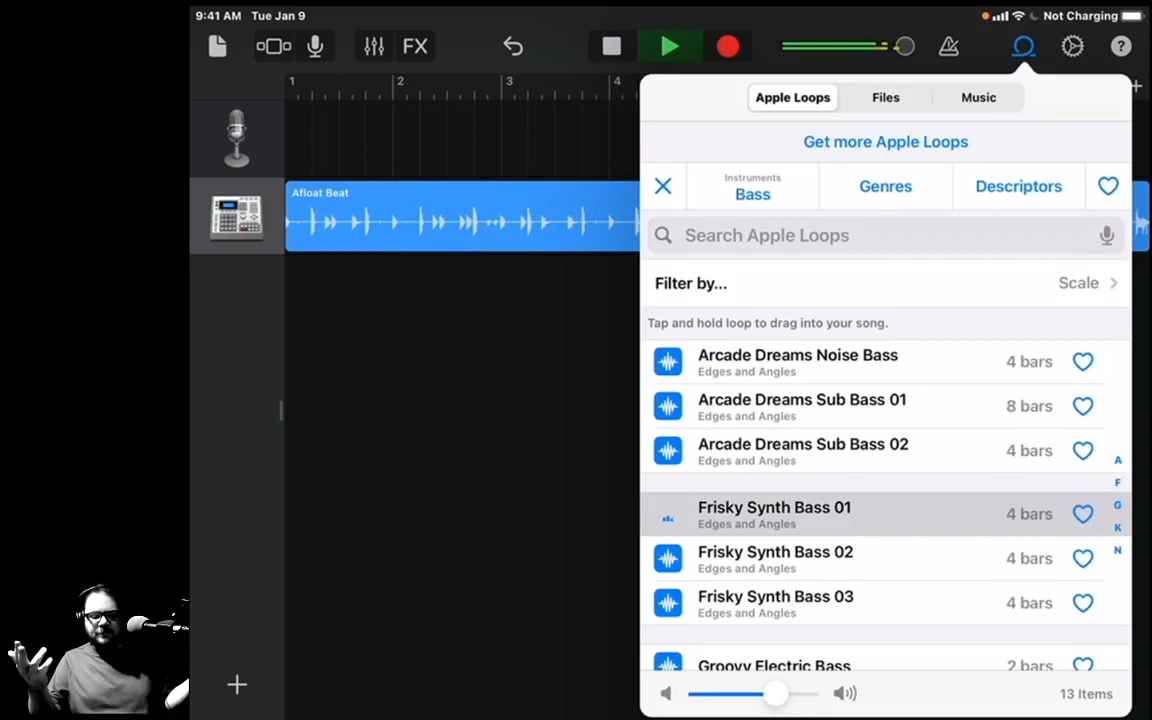 9:41 AM Tue Jan 9
Not Charging
FX
1 2 3 4
Afloat Beat
Apple Loops Files Music
Get more Apple Loops
Instruments
Bass
Genres
Descriptors
Search Apple Loops
Filter by... Scale
Tap and hold loop to drag into your song.
Arcade Dreams Noise Bass
Edges and Angles
4 bars
Arcade Dreams Sub Bass 01
Edges and Angles
8 bars
Arcade Dreams Sub Bass 02
Edges and Angles
4 bars
Frisky Synth Bass 01
Edges and Angles
4 bars
Frisky Synth Bass 02
Edges and Angles
4 bars
Frisky Synth Bass 03
Edges and Angles
4 bars
Groovy Electric Bass
2 bars
A
F
G
K
N
13 Items